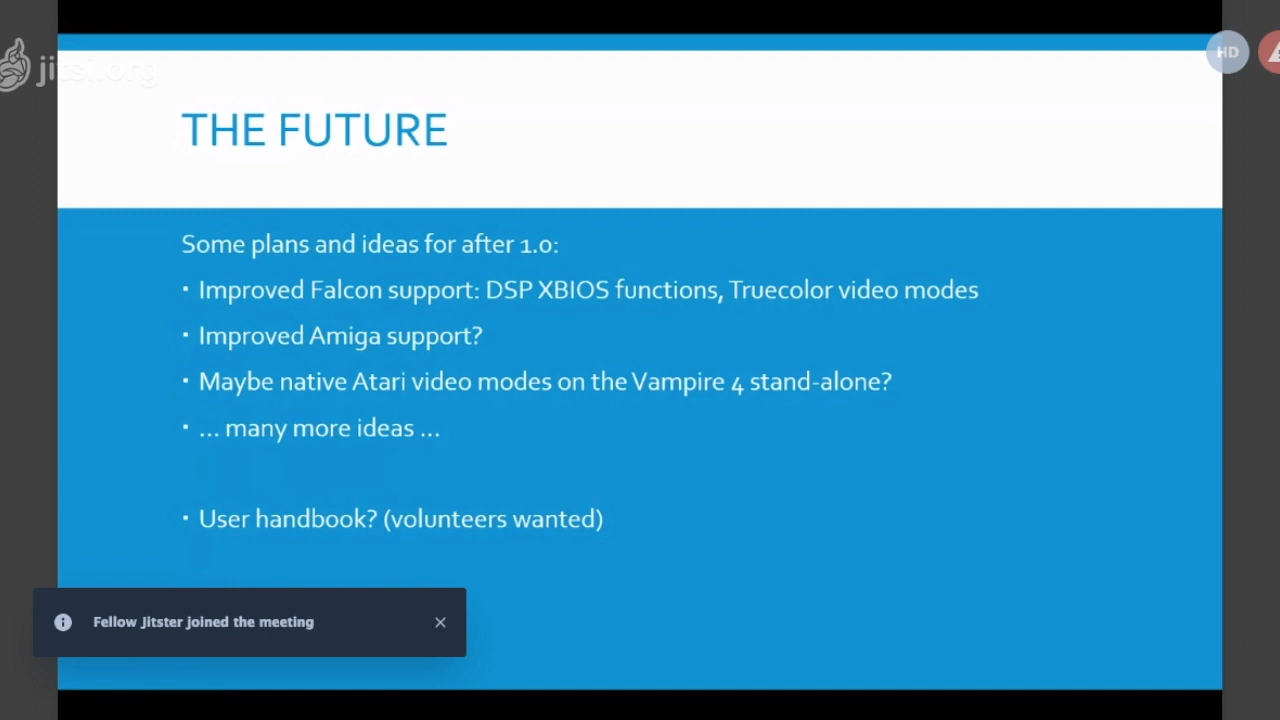 jitsi.org
HD
THE FUTURE
Some plans and ideas for after 1.0:
· Improved Falcon support: DSP XBIOS functions, Truecolor video modes
· Improved Amiga support?
· Maybe native Atari video modes on the Vampire 4 stand-alone?
· ... many more ideas ...
· User handbook? (volunteers wanted)
Fellow Jitster joined the meeting